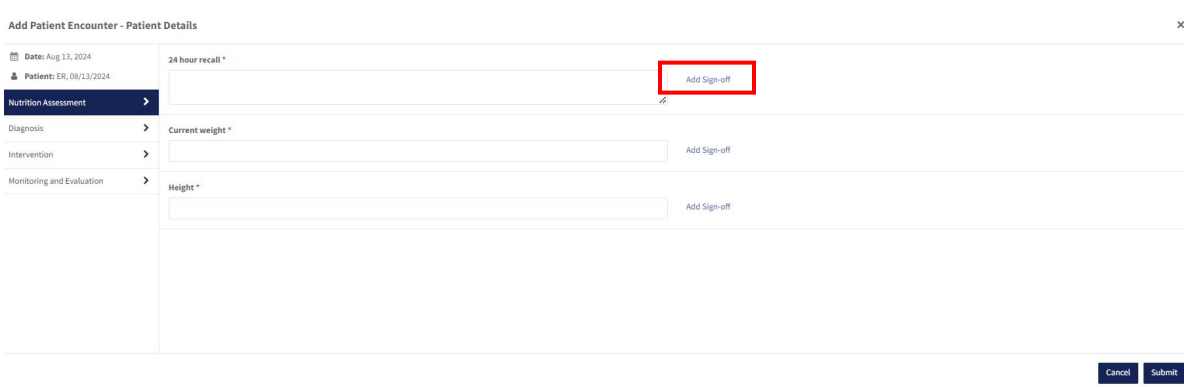 Add Patient Encounter - Patient Details
×
Date: Aug 13, 2024
Patient: ER, 08/13/2024
Nutrition Assessment
Diagnosis
Intervention
Monitoring and Evaluation
24 hour recall *
Add Sign-off
Current weight *
Add Sign-off
Height *
Add Sign-off
Cancel Submit